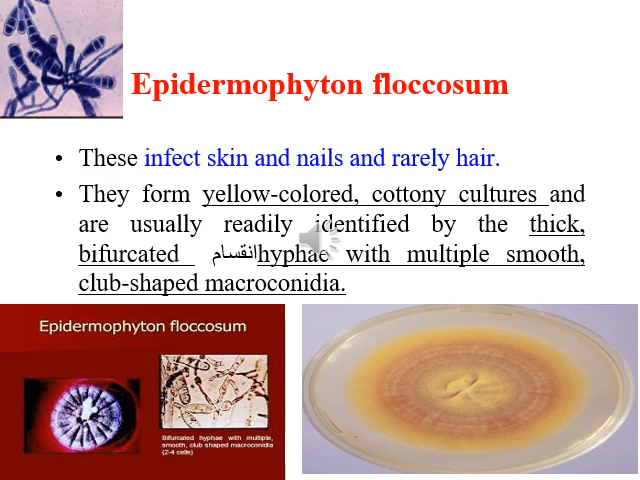 Epidermophyton floccosum
• These infect skin and nails and rarely hair.
• They form yellow-colored, cottony cultures and
are usually readily identified by the thick,
bifurcated انقسام hyphae with multiple smooth,
club-shaped macroconidia.
Epidermophyton floccosum
Bifurcated hyphae with multiple,
smooth, club shaped macroconidia
(2-4 cells)